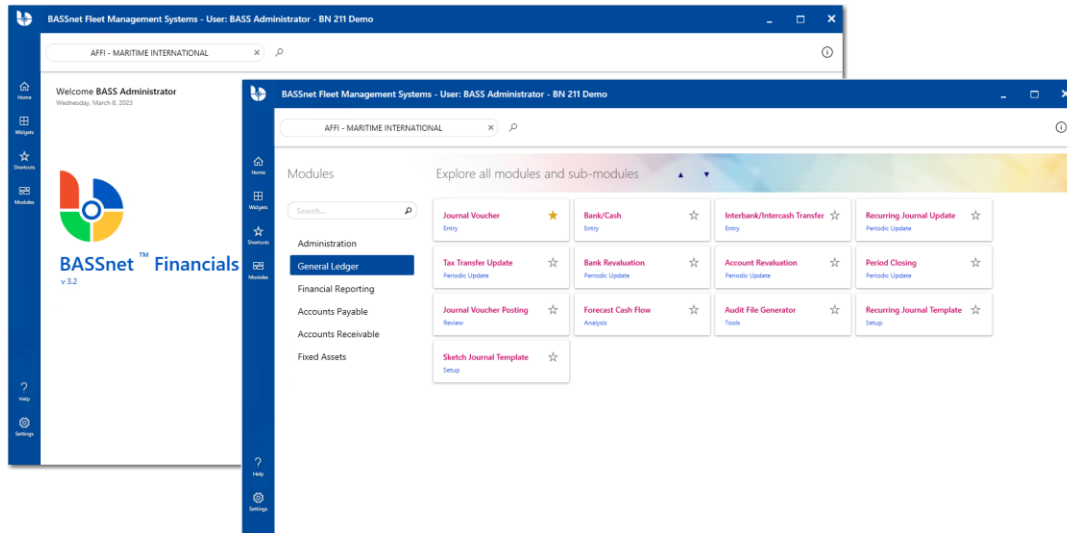 BASSnet Fleet Management Systems - User: BASS Administrator - BN 211 Demo
AFFI - MARITIME INTERNATIONAL
Home
Widgets
Shortcuts
Modules
Help
Settings
Welcome BASS Administrator
Wednesday, March 8, 2023
BASSnet ™ Financials
v 3.2
BASSnet Fleet Management Systems - User: BASS Administrator - BN 211 Demo
AFFI - MARITIME INTERNATIONAL
Home
Widgets
Shortcuts
Modules
Help
Settings
Modules
Search...
Administration
General Ledger
Financial Reporting
Accounts Payable
Accounts Receivable
Fixed Assets
Explore all modules and sub-modules
Journal Voucher
Entry
Bank/Cash
Entry
Interbank/Intercash Transfer
Entry
Recurring Journal Update
Periodic Update
Tax Transfer Update
Periodic Update
Bank Revaluation
Periodic Update
Account Revaluation
Periodic Update
Period Closing
Periodic Update
Journal Voucher Posting
Review
Forecast Cash Flow
Analysis
Audit File Generator
Tools
Recurring Journal Template
Setup
Sketch Journal Template
Setup